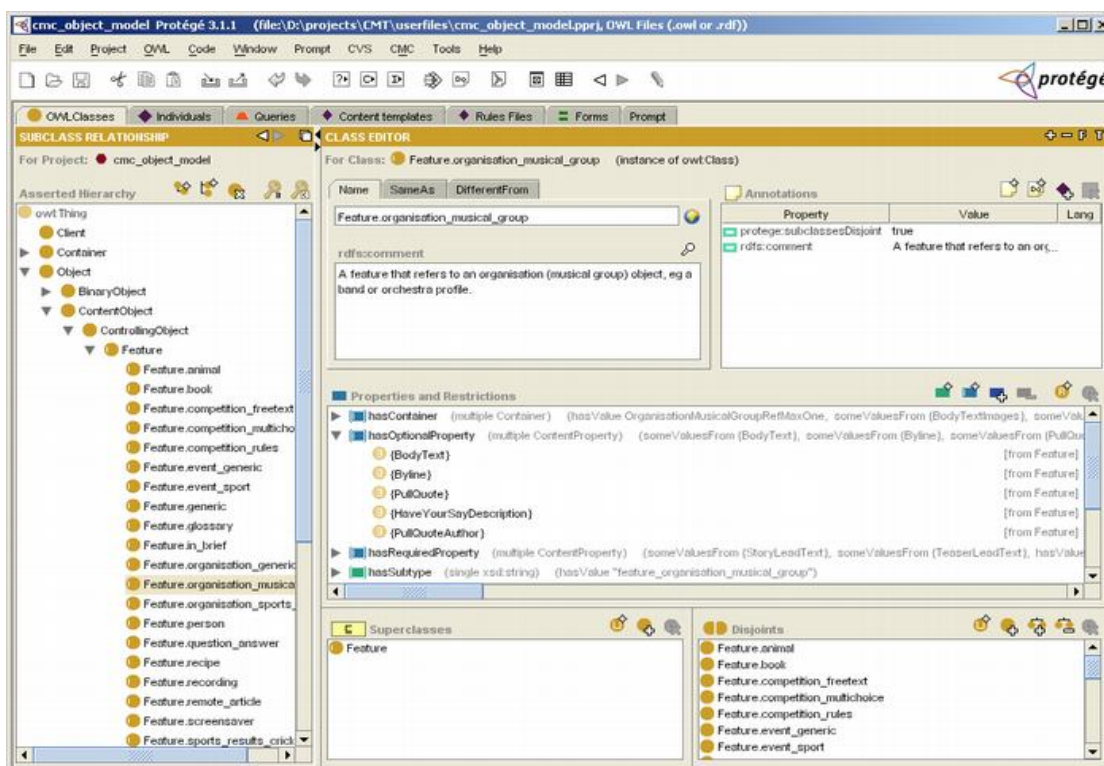 cmc_object_model Protégé 3.1.1 (file:\D:\projects\CMT\userfiles\cmc_object_model.pprj, OWL Files (.owl or .rdf))
File Edit Project OWL Code Window Prompt CVS CMC Tools Help
protégé
OWLClasses Individuals Queries Content templates Rules Files Forms Prompt
SUBCLASS RELATIONSHIP
For Project: cmc_object_model
Asserted Hierarchy
owl:Thing
Client
Container
Object
BinaryObject
ContentObject
ControllingObject
Feature
Feature.animal
Feature.book
Feature.competition_freetext
Feature.competition_multicho
Feature.competition_rules
Feature.event_generic
Feature.event_sport
Feature.generic
Feature.glossary
Feature.in_brief
Feature.organisation_generic
Feature.organisation_musica
Feature.organisation_sports_
Feature.person
Feature.question_answer
Feature.recipe
Feature.recording
Feature.remote_article
Feature.screensaver
Feature.sports_results_crick
CLASS EDITOR
For Class: Feature.organisation_musical_group (instance of owl:Class)
Name SameAs DifferentFrom
Feature.organisation_musical_group
rdfs:comment
A feature that refers to an organisation (musical group) object, eg a
band or orchestra profile.
Annotations
Property Value Lang
protege:subclassesDisjoint true
rdfs:comment A feature that refers to an org...
Properties and Restrictions
hasContainer (multiple Container) (hasValue OrganisationMusicalGroupRefMaxOne, someValuesFrom {BodyTextImages}, someValu
hasOptionalProperty (multiple ContentProperty) (someValuesFrom {BodyText}, someValuesFrom {Byline}, someValuesFrom {PullQuo
{BodyText} [from Feature]
{Byline} [from Feature]
{PullQuote} [from Feature]
{HaveYourSayDescription} [from Feature]
{PullQuoteAuthor} [from Feature]
hasRequiredProperty (multiple ContentProperty) (someValuesFrom {StoryLeadText}, someValuesFrom {TeaserLeadText}, hasValue
hasSubtype (single xsd:string) (hasValue "feature_organisation_musical_group")
Superclasses
Feature
Disjoints
Feature.animal
Feature.book
Feature.competition_freetext
Feature.competition_multichoice
Feature.competition_rules
Feature.event_generic
Feature.event_sport